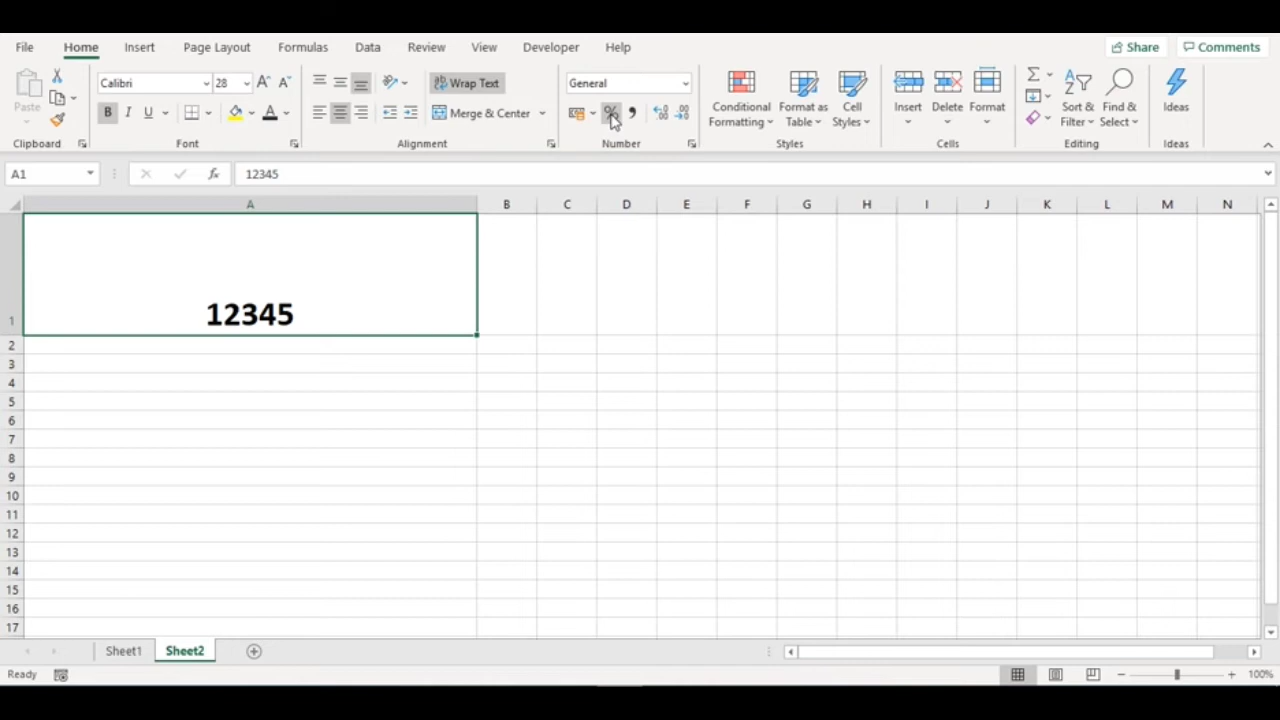 File Home Insert Page Layout Formulas Data Review View Developer Help Share Comments
Calibri 28 A A Wrap Text General
Paste B I U A Merge & Center % , Conditional Formatting Format as Table Cell Styles Insert Delete Format Sort & Filter Find & Select Ideas
Clipboard Font Alignment Number Styles Cells Editing Ideas
A1 fx 12345
A B C D E F G H I J K L M N
1 12345
2
3
4
5
6
7
8
9
10
11
12
13
14
15
16
17
Sheet1 Sheet2
Ready 100%